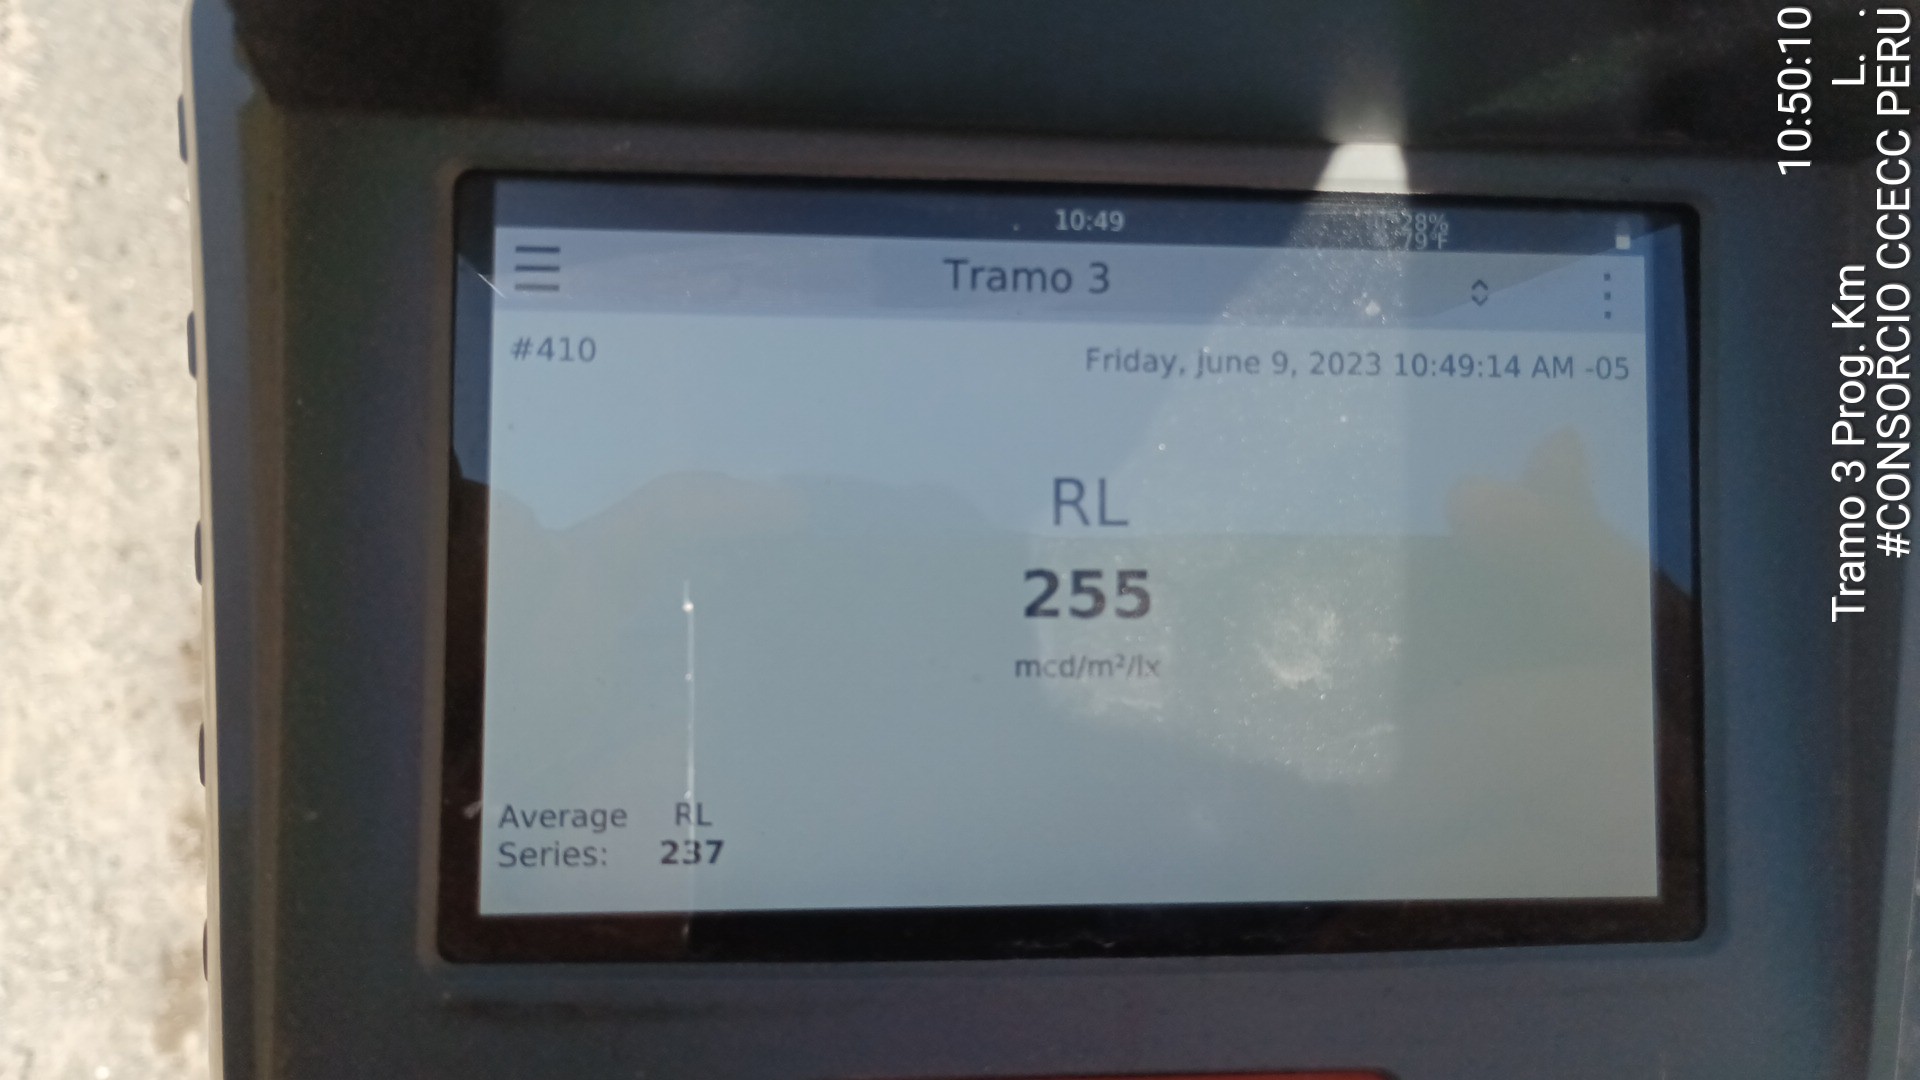 10:49
28%
79°F
Tramo 3
#410
Friday, June 9, 2023 10:49:14 AM -05
RL
255
mcd/m²/lx
Average RL
Series: 237
10:50:10
Tramo 3 Prog. Km L. .
#CONSORCIO CCECC PERU